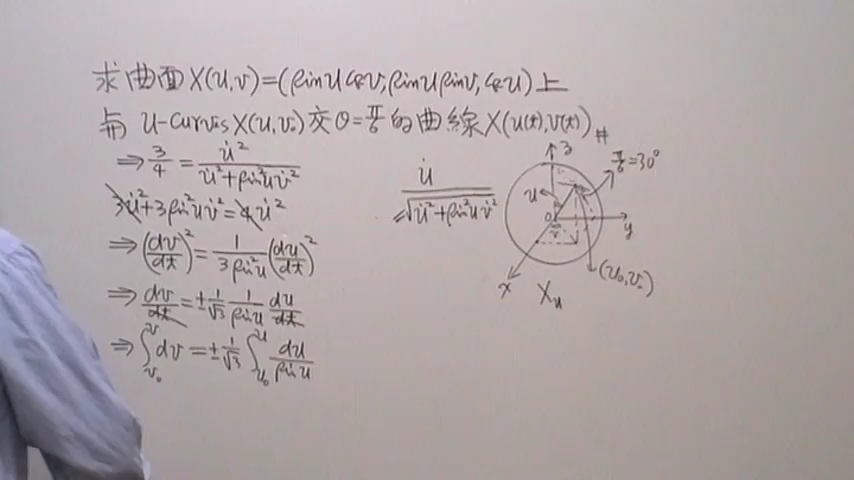 求曲面 X(u,v)=(sinu cosv, sinu sinv, cosu) 上
与 u-curves X(u,v₀) 交 θ=π/6 的曲線 X(u(t),v(t)) #
⇒ 3/4 = u̇²/(u̇²+sin²u v̇²)
3u̇²+3sin²u v̇²=4u̇²
⇒ (dv/dt)² = 1/(3sin²u) (du/dt)²
⇒ dv/dt = ± 1/√3 1/sinu du/dt
⇒ ∫_{v₀}^{v} dv = ± 1/√3 ∫_{u₀}^{u} du/sinu
u̇/√(u̇²+sin²u v̇²)
z
π/6=30°
u
O
y
v
(u₀,v₀)
x
X_u